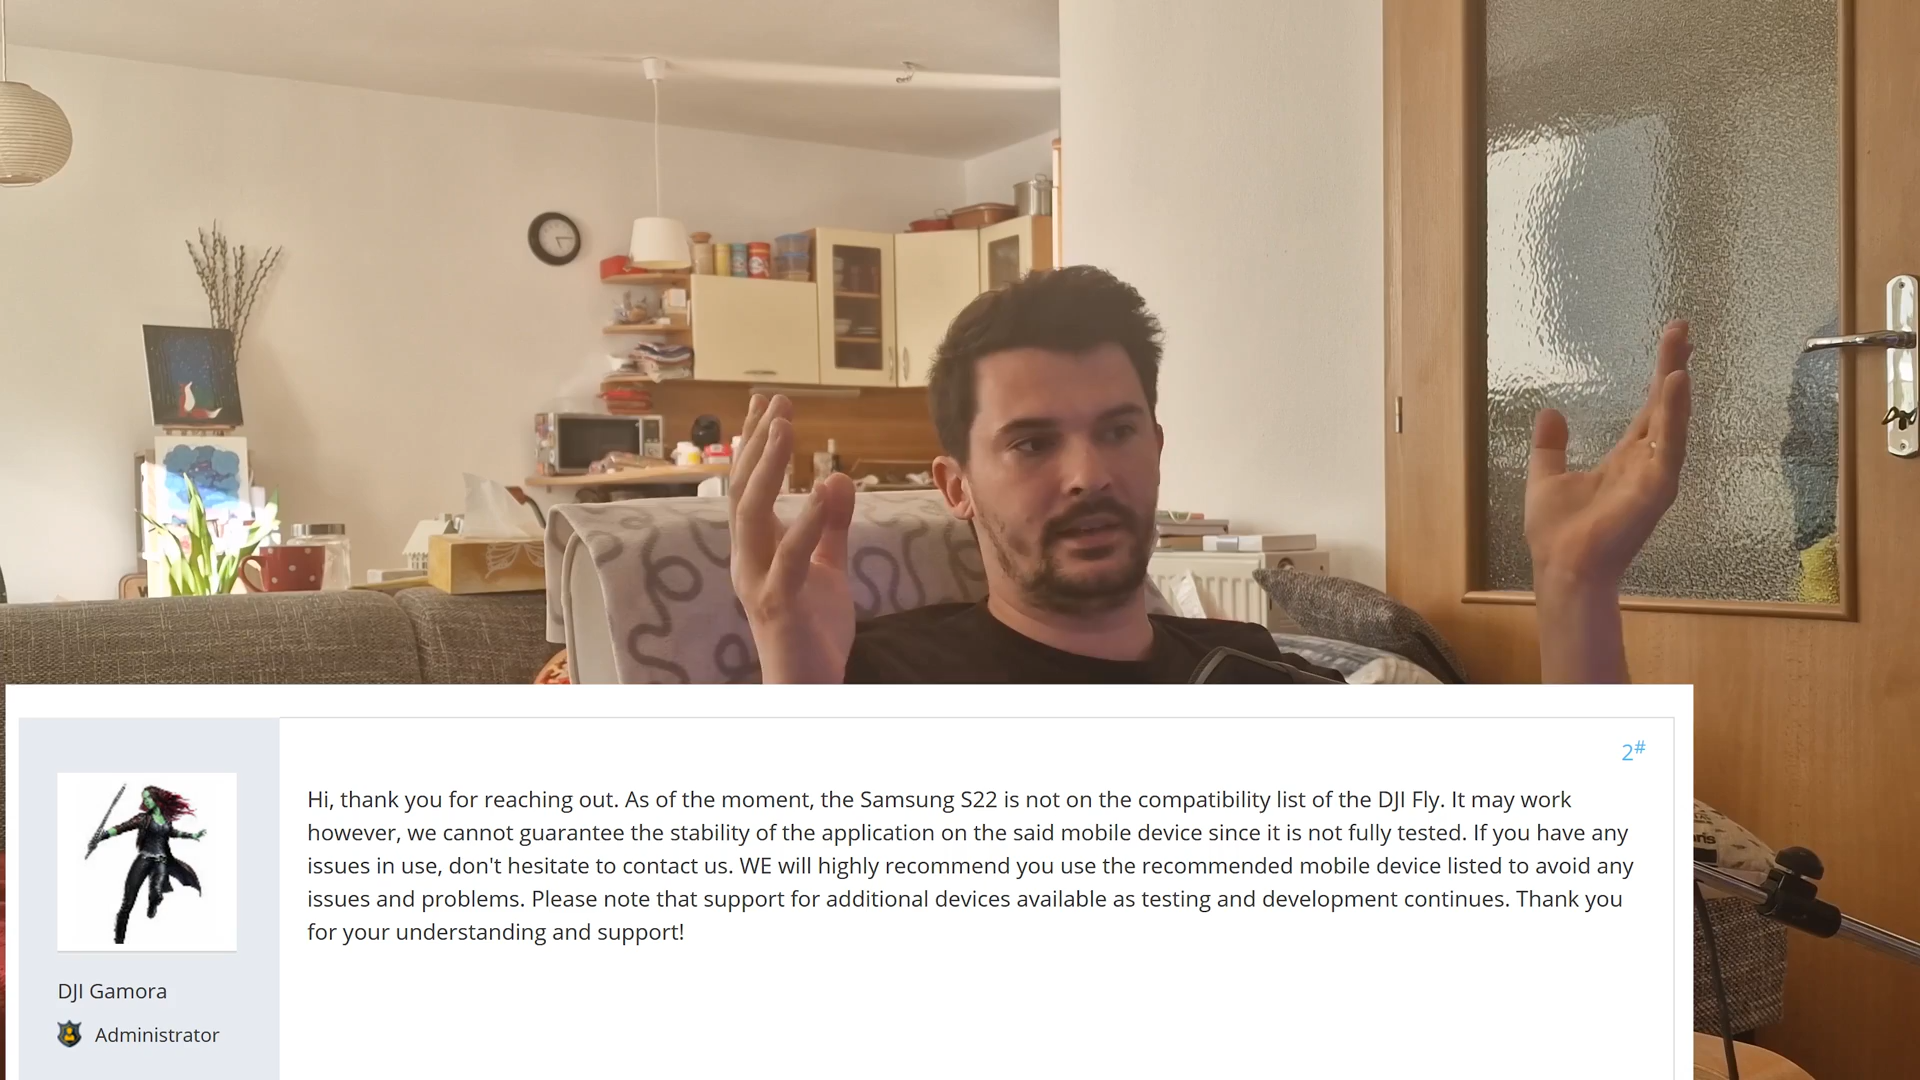 2#
Hi, thank you for reaching out. As of the moment, the Samsung S22 is not on the compatibility list of the DJI Fly. It may work
however, we cannot guarantee the stability of the application on the said mobile device since it is not fully tested. If you have any
issues in use, don't hesitate to contact us. WE will highly recommend you use the recommended mobile device listed to avoid any
issues and problems. Please note that support for additional devices available as testing and development continues. Thank you
for your understanding and support!
DJI Gamora
Administrator